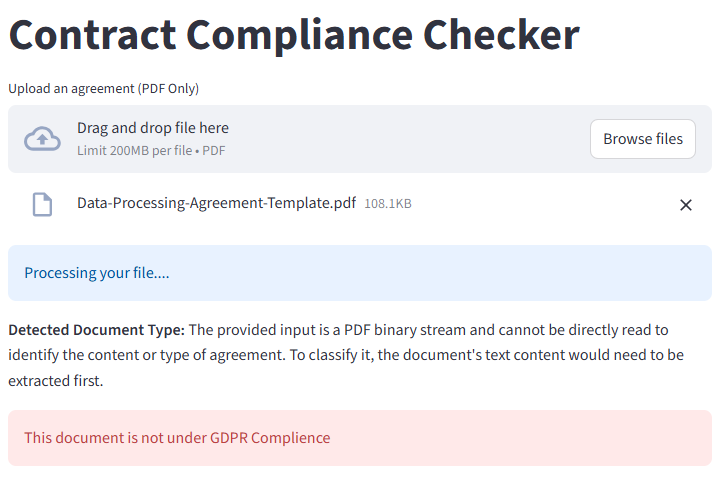 Contract Compliance Checker
Upload an agreement (PDF Only)
Drag and drop file here
Limit 200MB per file • PDF
Browse files
Data-Processing-Agreement-Template.pdf 108.1KB
Processing your file....
Detected Document Type: The provided input is a PDF binary stream and cannot be directly read to
identify the content or type of agreement. To classify it, the document's text content would need to be
extracted first.
This document is not under GDPR Complience